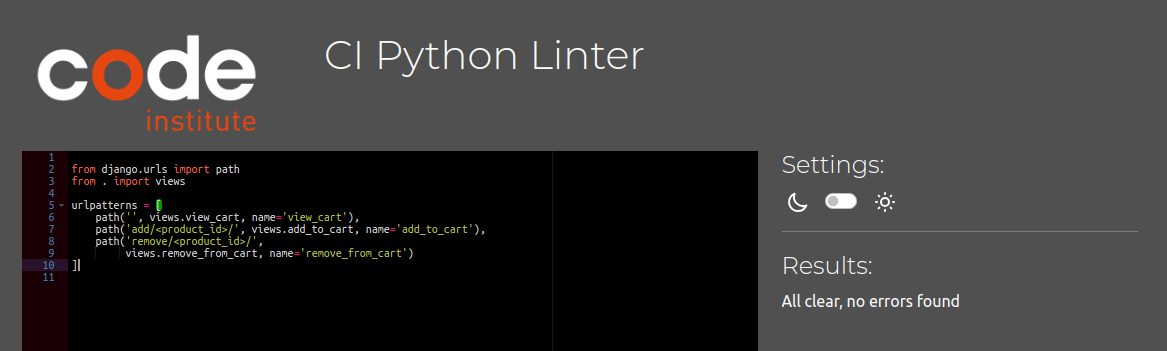 code
institute
CI Python Linter
1
2 from django.urls import path
3 from . import views
4
5 urlpatterns = [
6     path('', views.view_cart, name='view_cart'),
7     path('add/<product_id>/', views.add_to_cart, name='add_to_cart'),
8     path('remove/<product_id>/',
9          views.remove_from_cart, name='remove_from_cart')
10 ]
11
Settings:
Results:
All clear, no errors found